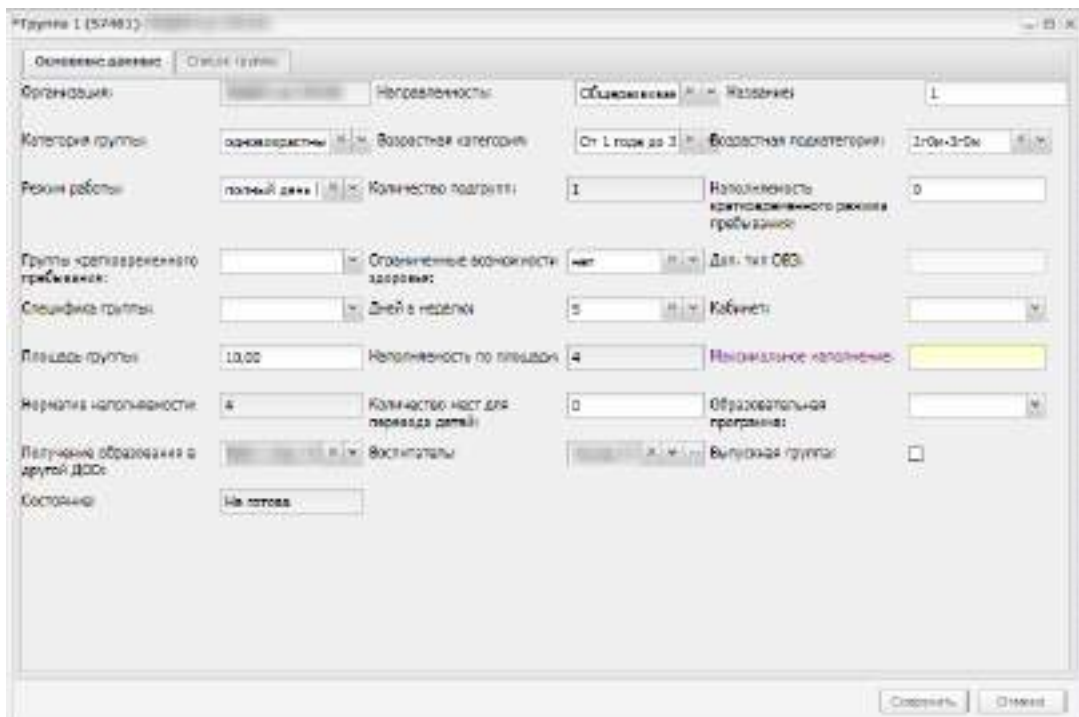 *Группа 1 (57461)
Основные данные Список группы
Организация: Направленность: Общеразвивающая Название: 1
Категория группы: одновозрастны Возрастная категория: От 1 года до 3 Возрастная подкатегория: 2г0м-3г0м
Режим работы: полный день ( Количество подгрупп: 1 Наполняемость
кратковременного режима
пребывания: 0
Группы кратковременного
пребывания: Ограниченные возможности
здоровья: нет Доп. тип ОВЗ:
Специфика группы: Дней в неделю: 5 Кабинет:
Площадь группы: 10,00 Наполняемость по площади: 4 Максимальное наполнение:
Норматив наполняемости: 4 Количество мест для
перевода детей: 0 Образовательная
программа:
Получение образования в
другой ДОО: Воспитатель: Выпускная группа:
Состояние: Не готова
Сохранить Отмена